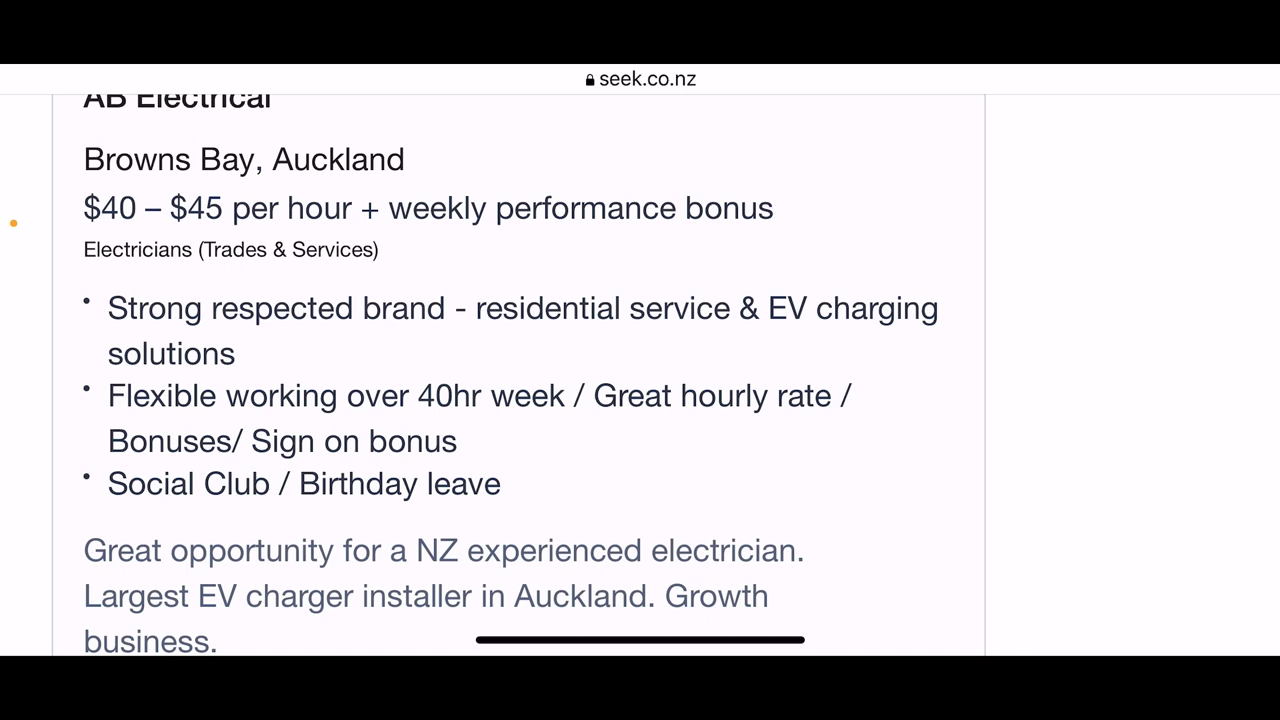 seek.co.nz
AB Electrical
Browns Bay, Auckland
$40 – $45 per hour + weekly performance bonus
Electricians (Trades & Services)
• Strong respected brand - residential service & EV charging
solutions
• Flexible working over 40hr week / Great hourly rate /
Bonuses/ Sign on bonus
• Social Club / Birthday leave
Great opportunity for a NZ experienced electrician.
Largest EV charger installer in Auckland. Growth
business.